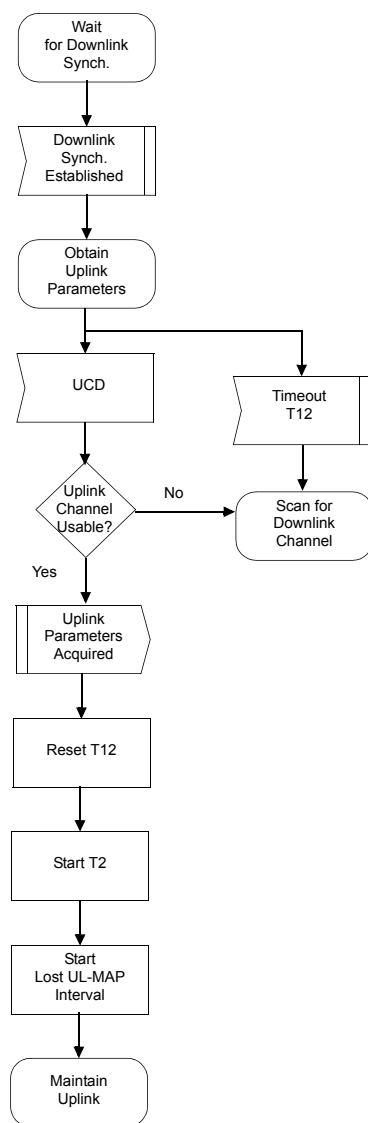 Wait
for Downlink
Synch.
Downlink
Synch.
Established
Obtain
Uplink
Parameters
UCD
Timeout
T12
Uplink
Channel
Usable?
No
Scan for
Downlink
Channel
Yes
Uplink
Parameters
Acquired
Reset T12
Start T2
Start
Lost UL-MAP
Interval
Maintain
Uplink